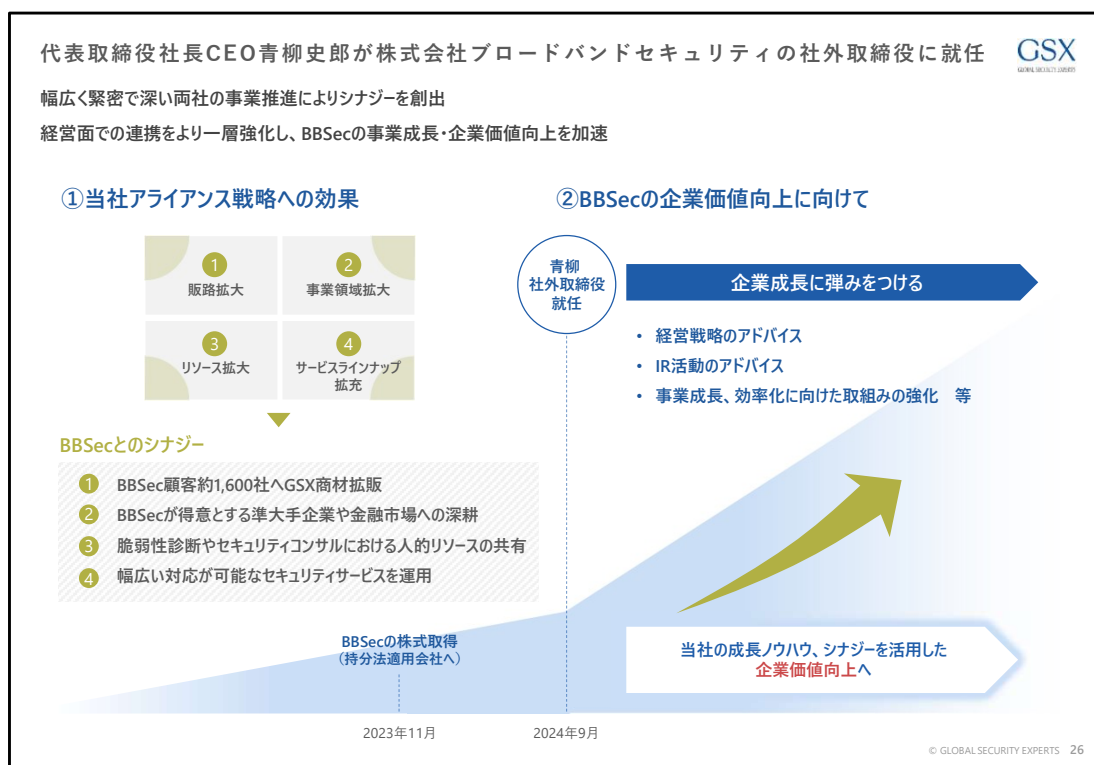 代表取締役社長CEO青柳史郎が株式会社ブロードバンドセキュリティの社外取締役に就任
GSX
GLOBAL SECURITY EXPERTS
幅広く緊密で深い両社の事業推進によりシナジーを創出
経営面での連携をより一層強化し、BBSecの事業成長・企業価値向上を加速
①当社アライアンス戦略への効果
1
販路拡大
2
事業領域拡大
3
リソース拡大
4
サービスラインナップ
拡充
BBSecとのシナジー
1 BBSec顧客約1,600社へGSX商材拡販
2 BBSecが得意とする準大手企業や金融市場への深耕
3 脆弱性診断やセキュリティコンサルにおける人的リソースの共有
4 幅広い対応が可能なセキュリティサービスを運用
②BBSecの企業価値向上に向けて
青柳
社外取締役
就任
企業成長に弾みをつける
• 経営戦略のアドバイス
• IR活動のアドバイス
• 事業成長、効率化に向けた取組みの強化 等
BBSecの株式取得
(持分法適用会社へ)
当社の成長ノウハウ、シナジーを活用した
企業価値向上へ
2023年11月
2024年9月
© GLOBAL SECURITY EXPERTS 26